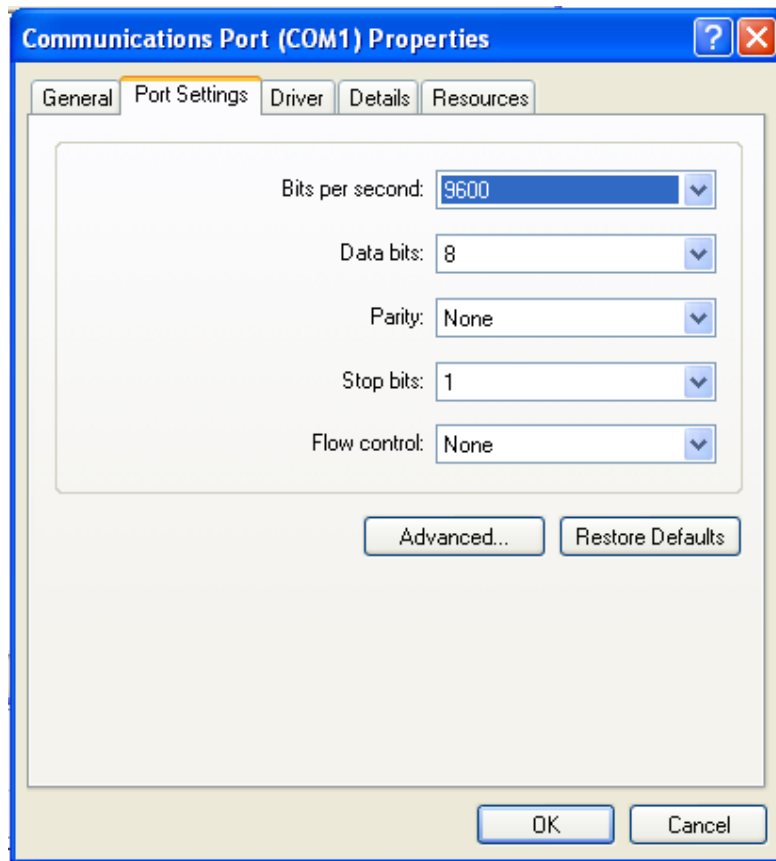 Communications Port (COM1) Properties
General Port Settings Driver Details Resources
Bits per second: 9600
Data bits: 8
Parity: None
Stop bits: 1
Flow control: None
Advanced... Restore Defaults
OK Cancel